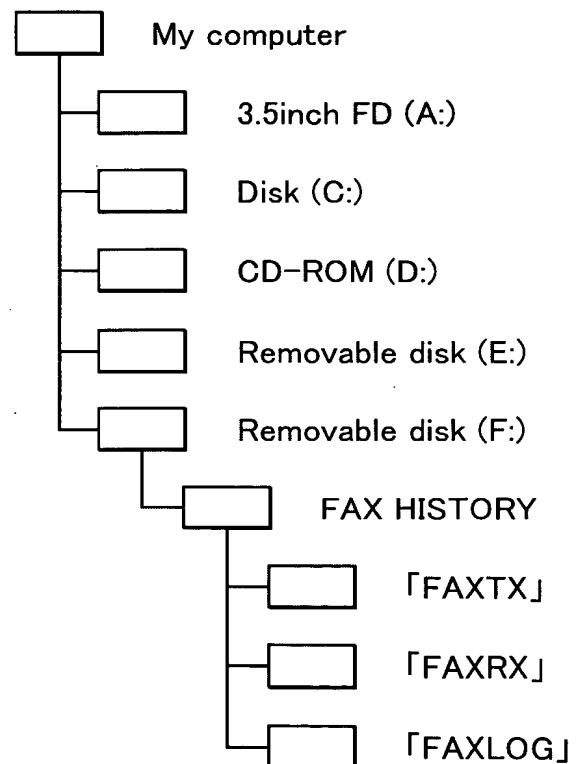 My computer
3.5inch FD (A:)
Disk (C:)
CD-ROM (D:)
Removable disk (E:)
Removable disk (F:)
FAX HISTORY
「FAXTX」
「FAXRX」
「FAXLOG」